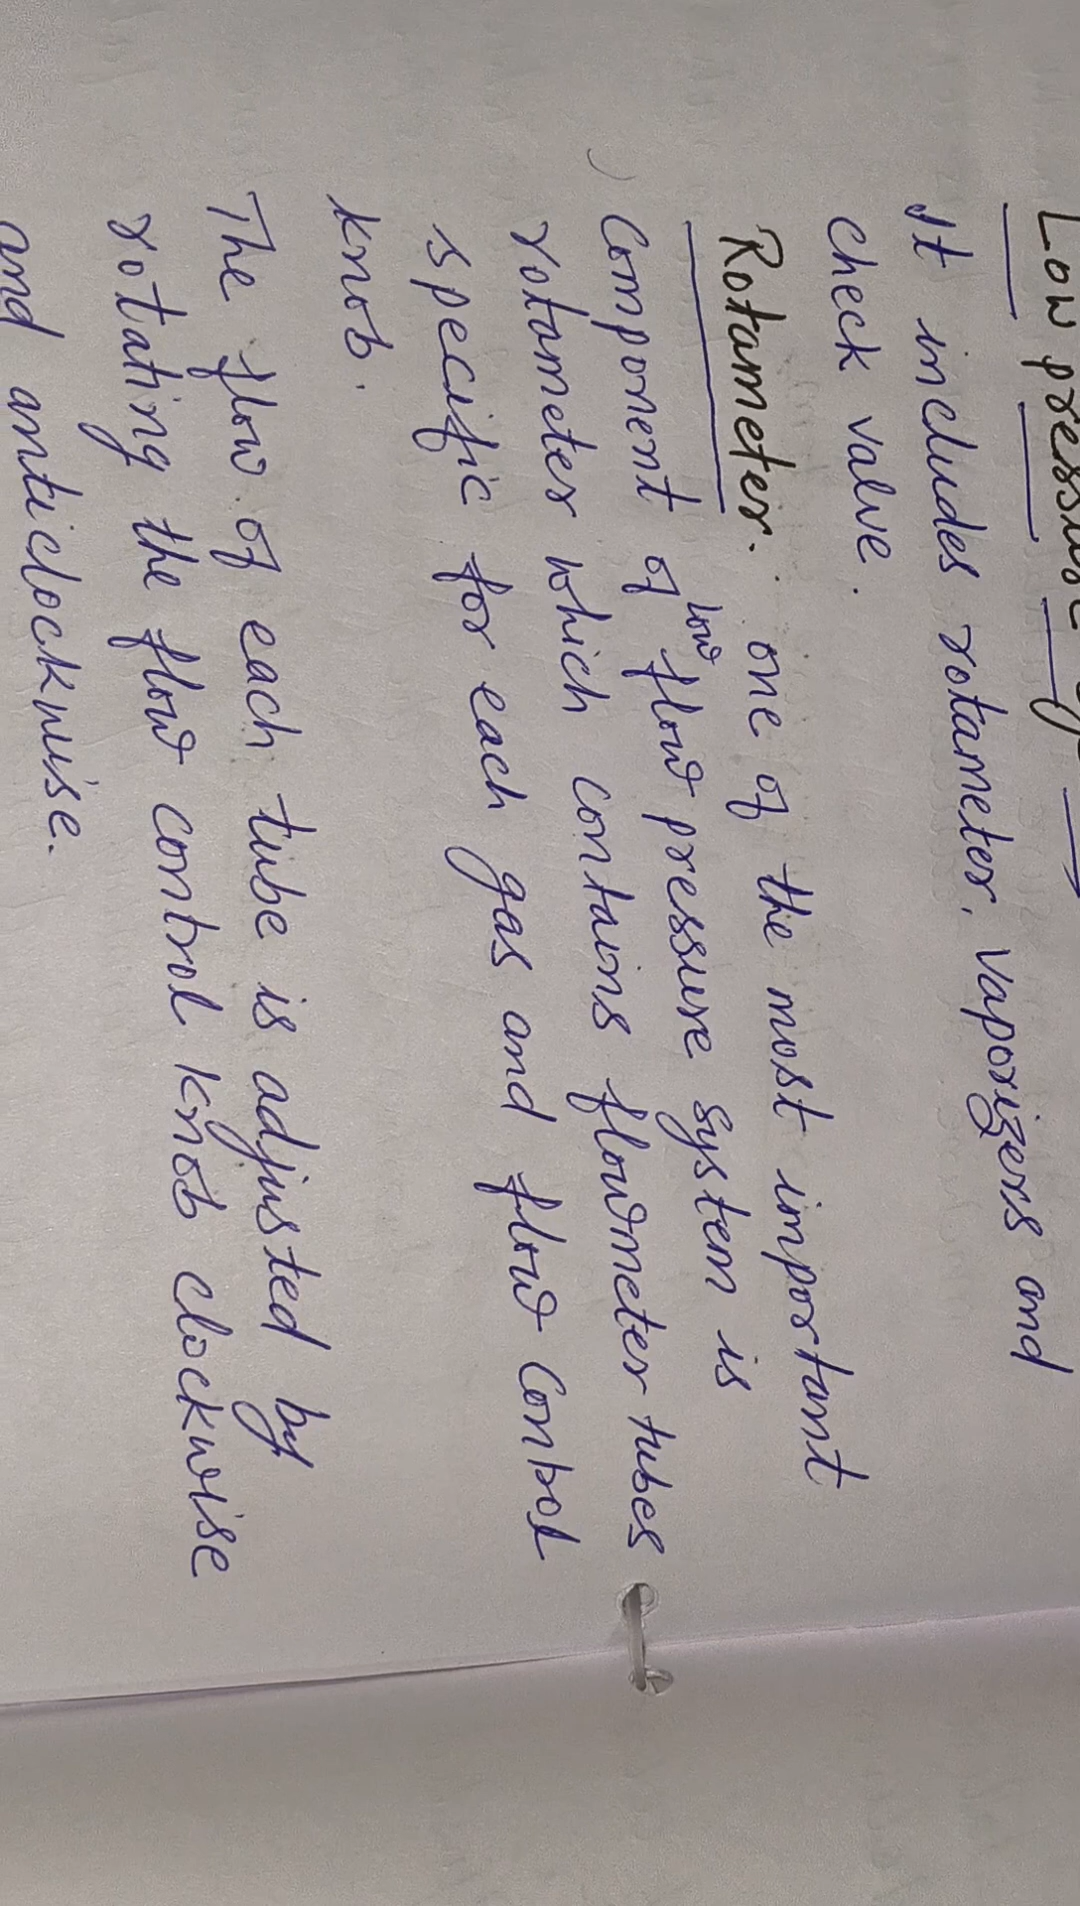 Low pressure
It includes rotameter, vaporizers and
check valve.
Rotameter. one of the most important
component of low flow pressure system is
rotameter which contains flowmeter tubes
specific for each gas and flow control
knob.
The flow of each tube is adjusted by
rotating the flow control knob clockwise
and anticlockwise.